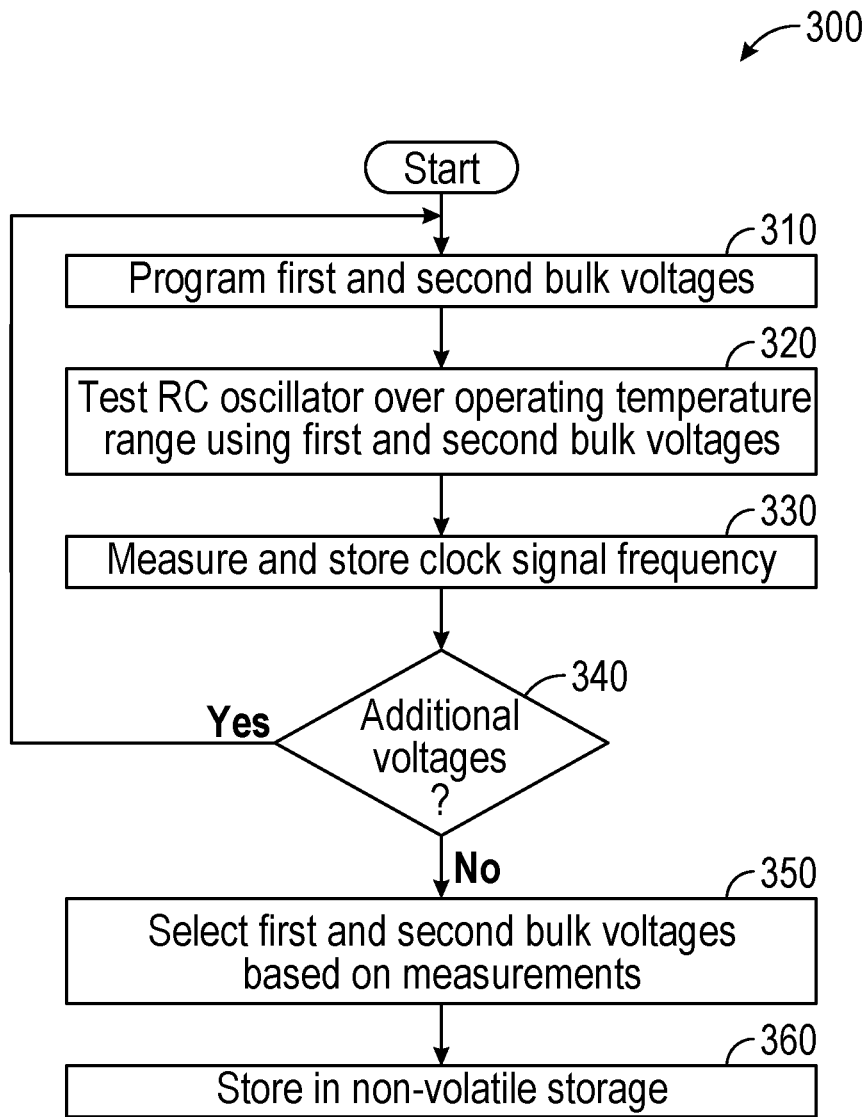 300
Start
310
Program first and second bulk voltages
320
Test RC oscillator over operating temperature
range using first and second bulk voltages
330
Measure and store clock signal frequency
340
Yes
Additional
voltages
?
No
350
Select first and second bulk voltages
based on measurements
360
Store in non-volatile storage